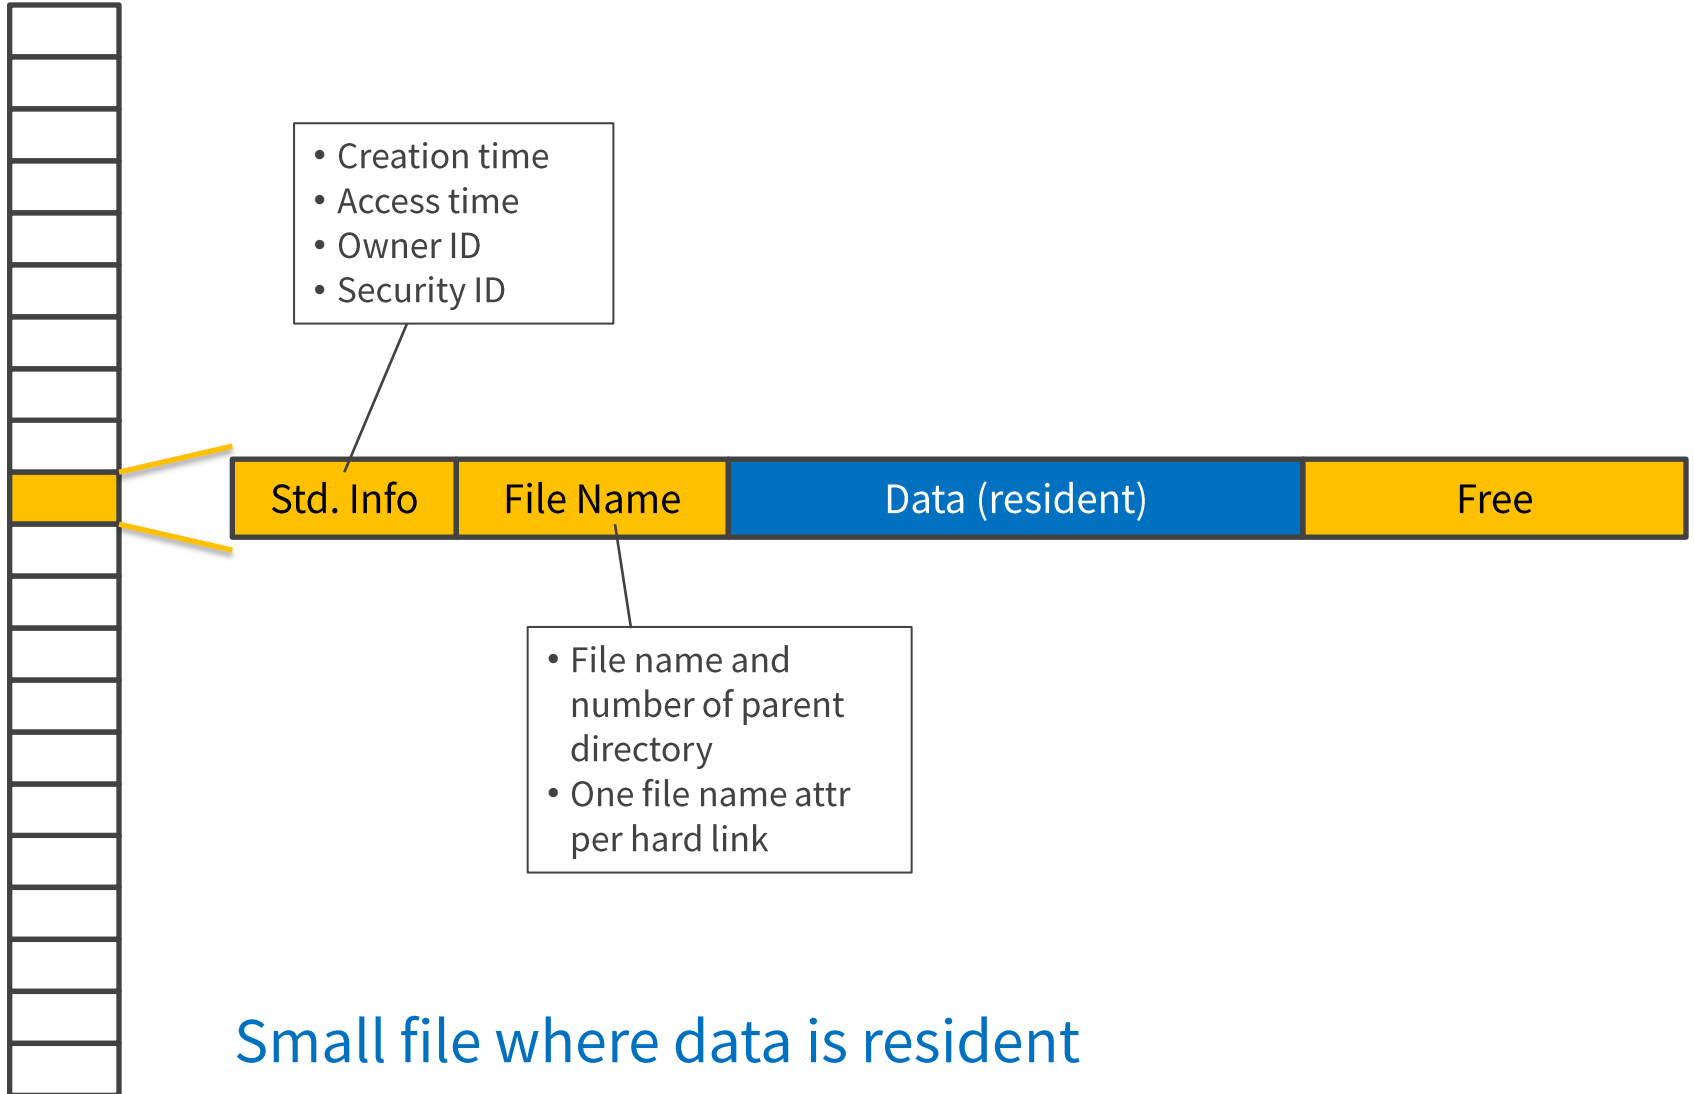 • Creation time
• Access time
• Owner ID
• Security ID
Std. Info
File Name
Data (resident)
Free
• File name and
number of parent
directory
• One file name attr
per hard link
Small file where data is resident